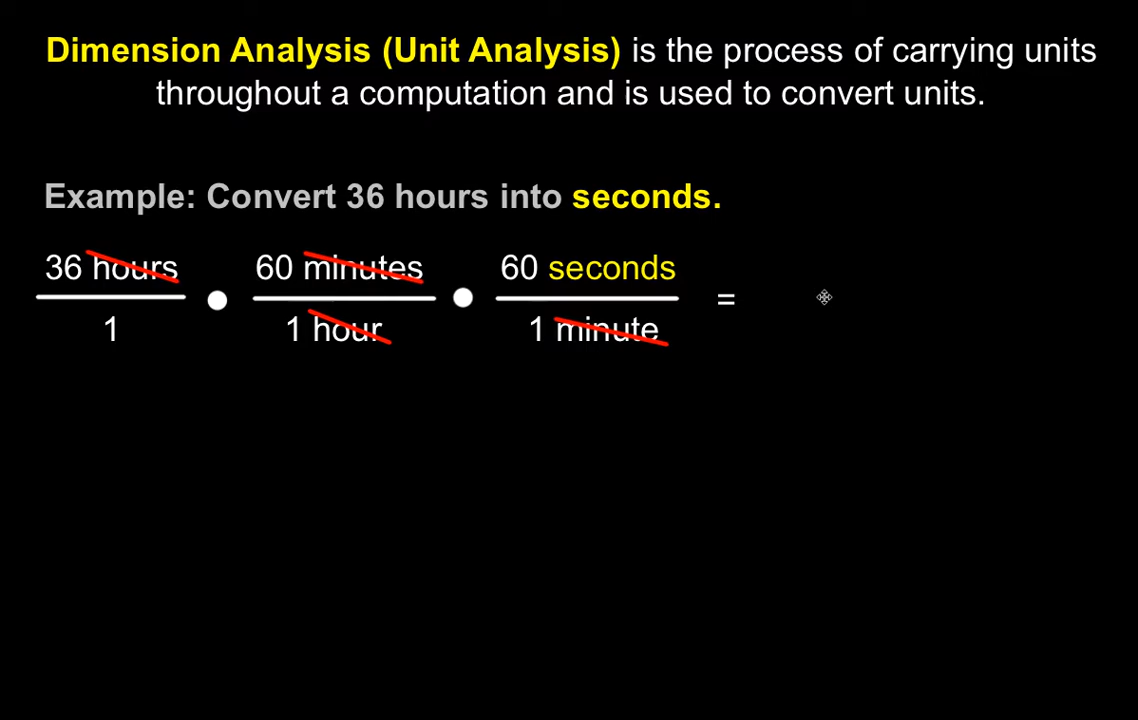 Dimension Analysis (Unit Analysis) is the process of carrying units
throughout a computation and is used to convert units.
Example: Convert 36 hours into seconds.
36 hours 60 minutes 60 seconds
• • =
1 1 hour 1 minute